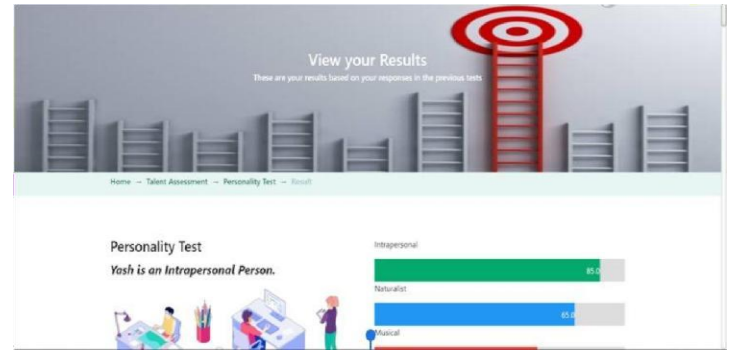 View your Results
These are your results based on your responses in the previous tests
Home → Talent Assessment → Personality Test → Result
Personality Test
Yash is an Intrapersonal Person.
Intrapersonal
85.0
Naturalist
65.0
Musical